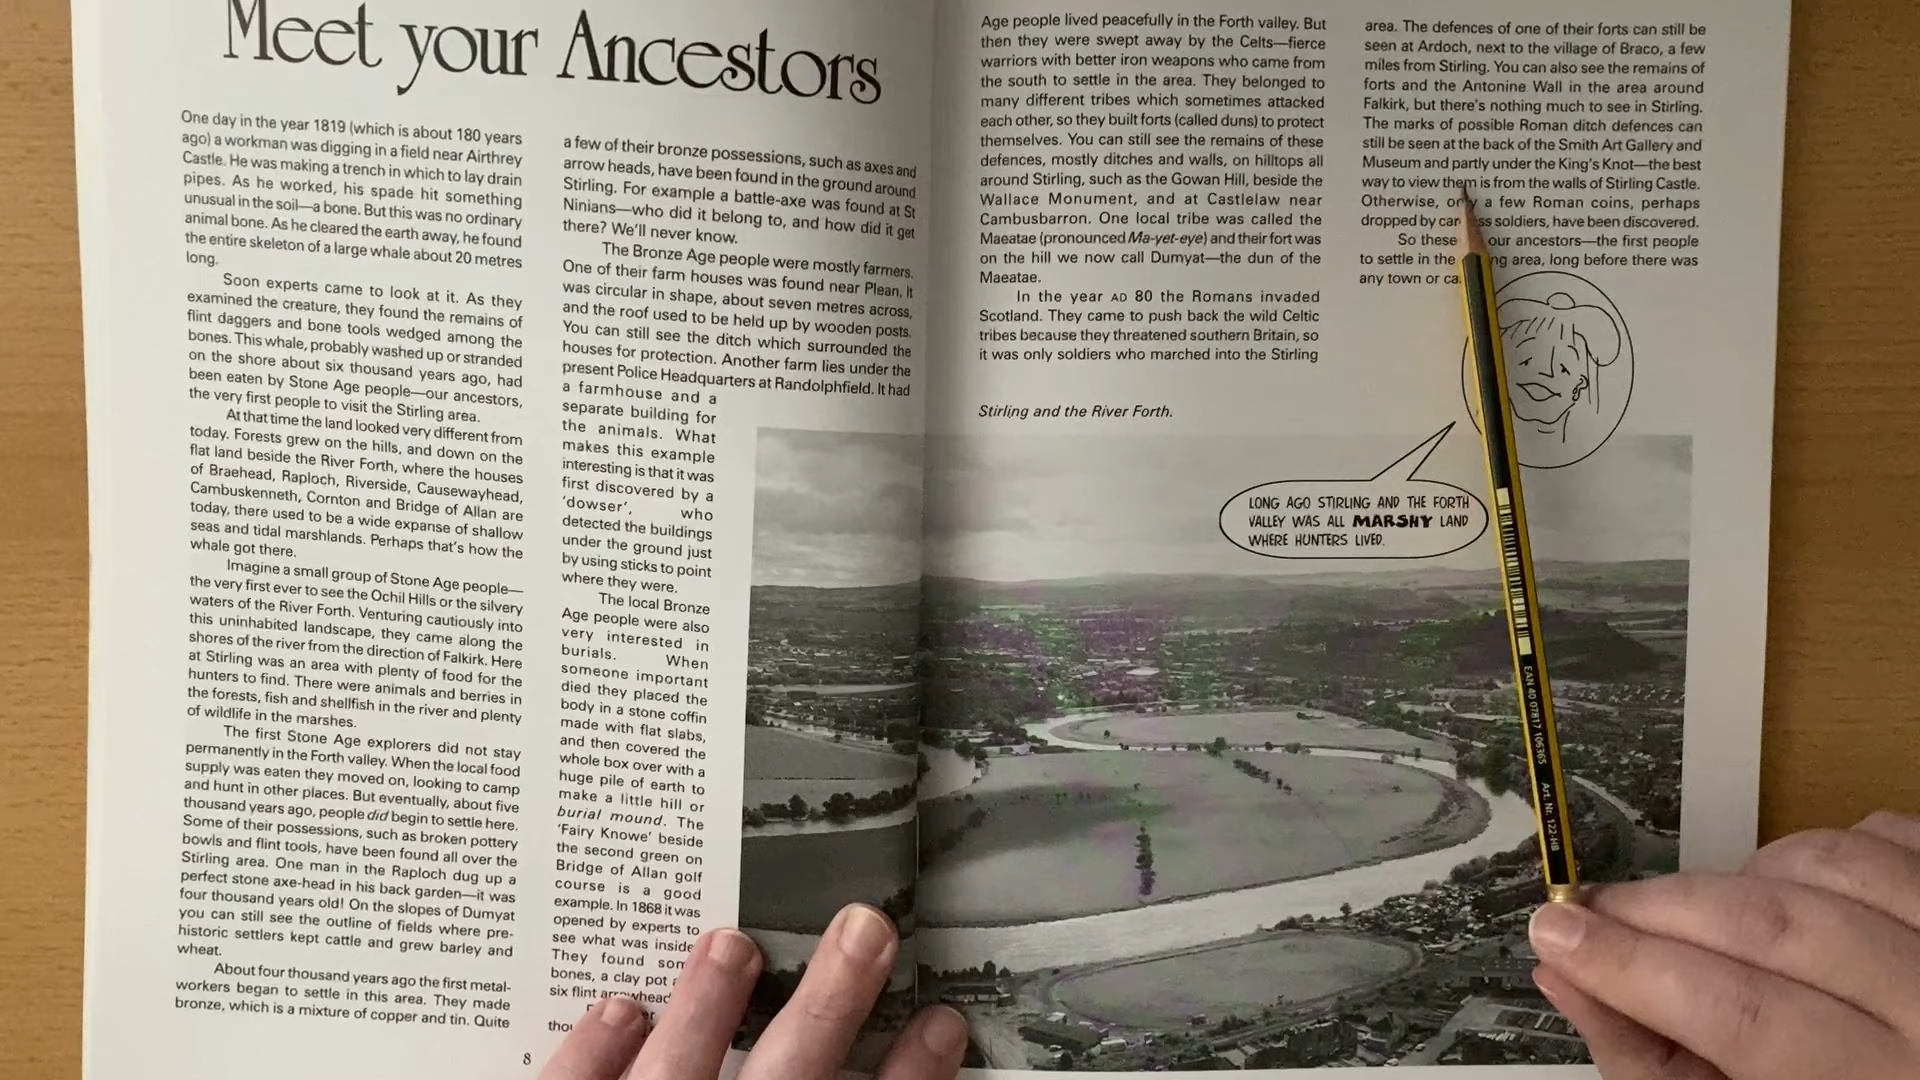 Meet your Ancestors
One day in the year 1819 (which is about 180 years
ago) a workman was digging in a field near Airthrey
Castle. He was making a trench in which to lay drain
pipes. As he worked, his spade hit something
unusual in the soil—a bone. But this was no ordinary
animal bone. As he cleared the earth away, he found
the entire skeleton of a large whale about 20 metres
long.
Soon experts came to look at it. As they
examined the creature, they found the remains of
flint daggers and bone tools wedged among the
bones. This whale, probably washed up or stranded
on the shore about six thousand years ago, had
been eaten by Stone Age people—our ancestors,
the very first people to visit the Stirling area.
At that time the land looked very different from
today. Forests grew on the hills, and down on the
flat land beside the River Forth, where the houses
of Braehead, Raploch, Riverside, Causewayhead,
Cambuskenneth, Cornton and Bridge of Allan are
today, there used to be a wide expanse of shallow
seas and tidal marshlands. Perhaps that's how the
whale got there.
Imagine a small group of Stone Age people—
the very first ever to see the Ochil Hills or the silvery
waters of the River Forth. Venturing cautiously into
this uninhabited landscape, they came along the
shores of the river from the direction of Falkirk. Here
at Stirling was an area with plenty of food for the
hunters to find. There were animals and berries in
the forests, fish and shellfish in the river and plenty
of wildlife in the marshes.
The first Stone Age explorers did not stay
permanently in the Forth valley. When the local food
supply was eaten they moved on, looking to camp
and hunt in other places. But eventually, about five
thousand years ago, people did begin to settle here.
Some of their possessions, such as broken pottery
bowls and flint tools, have been found all over the
Stirling area. One man in the Raploch dug up a
perfect stone axe-head in his back garden—it was
four thousand years old! On the slopes of Dumyat
you can still see the outline of fields where pre-
historic settlers kept cattle and grew barley and
wheat.
About four thousand years ago the first metal-
workers began to settle in this area. They made
bronze, which is a mixture of copper and tin. Quite
8
a few of their bronze possessions, such as axes and
arrow heads, have been found in the ground around
Stirling. For example a battle-axe was found at St
Ninians—who did it belong to, and how did it get
there? We'll never know.
The Bronze Age people were mostly farmers.
One of their farm houses was found near Plean. It
was circular in shape, about seven metres across,
and the roof used to be held up by wooden posts.
You can still see the ditch which surrounded the
houses for protection. Another farm lies under the
present Police Headquarters at Randolphfield. It had
a farmhouse and a
separate building for
the animals. What
makes this example
interesting is that it was
first discovered by a
'dowser', who
detected the buildings
under the ground just
by using sticks to point
where they were.
The local Bronze
Age people were also
very interested in
burials. When
someone important
died they placed the
body in a stone coffin
made with flat slabs,
and then covered the
whole box over with a
huge pile of earth to
make a little hill or
burial mound. The
'Fairy Knowe' beside
the second green on
Bridge of Allan golf
course is a good
example. In 1868 it was
opened by experts to
see what was inside
They found
bones, a clay pot
six flint
Age people lived peacefully in the Forth valley. But
then they were swept away by the Celts—fierce
warriors with better iron weapons who came from
the south to settle in the area. They belonged to
many different tribes which sometimes attacked
each other, so they built forts (called duns) to protect
themselves. You can still see the remains of these
defences, mostly ditches and walls, on hilltops all
around Stirling, such as the Gowan Hill, beside the
Wallace Monument, and at Castlelaw near
Cambusbarron. One local tribe was called the
Maeatae (pronounced Ma-yet-eye) and their fort was
on the hill we now call Dumyat—the dun of the
Maeatae.
In the year AD 80 the Romans invaded
Scotland. They came to push back the wild Celtic
tribes because they threatened southern Britain, so
it was only soldiers who marched into the Stirling
area. The defences of one of their forts can still be
seen at Ardoch, next to the village of Braco, a few
miles from Stirling. You can also see the remains of
forts and the Antonine Wall in the area around
Falkirk, but there's nothing much to see in Stirling.
The marks of possible Roman ditch defences can
still be seen at the back of the Smith Art Gallery and
Museum and partly under the King's Knot—the best
way to view them is from the walls of Stirling Castle.
Otherwise, only a few Roman coins, perhaps
dropped by soldiers, have been discovered.
So these our ancestors—the first people
to settle in the area, long before there was
any town or
Stirling and the River Forth.
LONG AGO STIRLING AND THE FORTH
VALLEY WAS ALL MARSHY LAND
WHERE HUNTERS LIVED.
EAN 40 07817 106365 Art. Nr. 122-HB